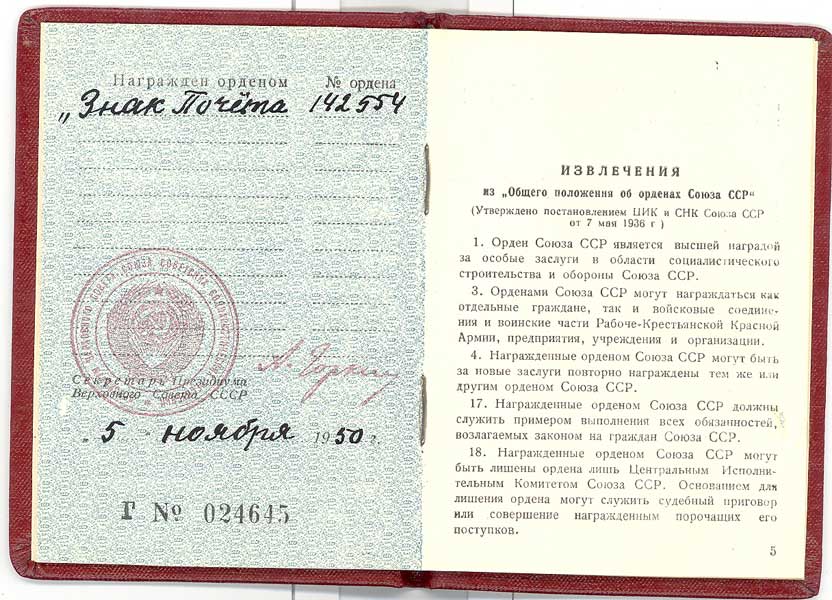 Награжден орденом № ордена
„Знак Почёта 142554
Секретарь Президиума
Верховного Совета СССР
„5“ ноября 1950 г.
Г № 024645
ИЗВЛЕЧЕНИЯ
из „Общего положения об орденах Союза ССР“
(Утверждено постановлением ЦИК и СНК Союза ССР
от 7 мая 1936 г )
1. Орден Союза ССР является высшей наградой
за особые заслуги в области социалистического
строительства и обороны Союза ССР.
3. Орденами Союза ССР могут награждаться как
отдельные граждане, так и войсковые соедине-
ния и воинские части Рабоче-Крестьянской Красной
Армии, предприятия, учреждения и организации.
4. Награжденные орденом Союза ССР могут быть
за новые заслуги повторно награждены тем же или
другим орденом Союза ССР.
17. Награжденные орденом Союза ССР должны
служить примером выполнения всех обязанностей,
возлагаемых законом на граждан Союза ССР.
18. Награжденные орденом Союза ССР могут
быть лишены ордена лишь Центральным Исполни-
тельным Комитетом Союза ССР. Основанием для
лишения ордена могут служить судебный приговор
или совершение награжденным порочащих его
поступков.
5